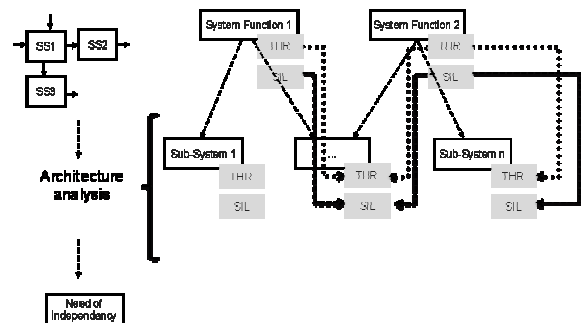 SS1
SS2
SS3
System Function 1
THR
SIL
System Function 2
THR
SIL
Architecture
analysis
Sub-System 1
THR
SIL
...
THR
SIL
Sub-System n
THR
SIL
Need of
Independancy